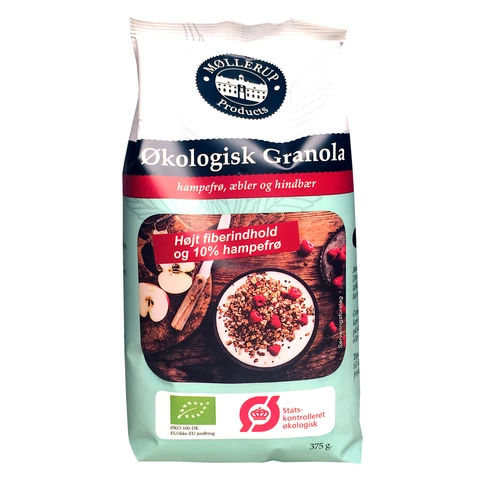 MØLLERUP
Products
Økologisk Granola
hampefrø, æbler og hindbær
Højt fiberindhold
og 10% hampefrø
Serveringsforslag
ØKO-100-DK
EU/ikke-EU-jordbrug
Ø
Stats-
kontrolleret
økologisk
375 g.